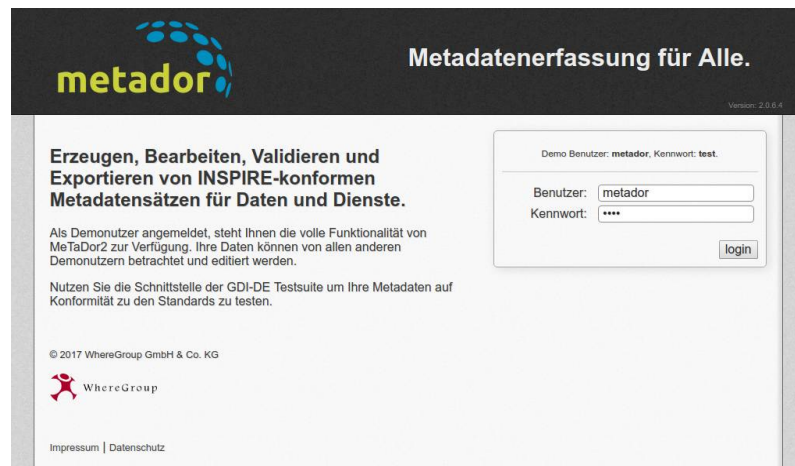 metador
Metadatenerfassung für Alle.
Version: 2.0.6.4
Erzeugen, Bearbeiten, Validieren und
Exportieren von INSPIRE-konformen
Metadatensätzen für Daten und Dienste.
Als Demonutzer angemeldet, steht Ihnen die volle Funktionalität von
MeTaDor2 zur Verfügung. Ihre Daten können von allen anderen
Demonutzern betrachtet und editiert werden.
Nutzen Sie die Schnittstelle der GDI-DE Testsuite um Ihre Metadaten auf
Konformität zu den Standards zu testen.
© 2017 WhereGroup GmbH & Co. KG
WhereGroup
Impressum | Datenschutz
Demo Benutzer: metador, Kennwort: test.
Benutzer: metador
Kennwort: ••••
login